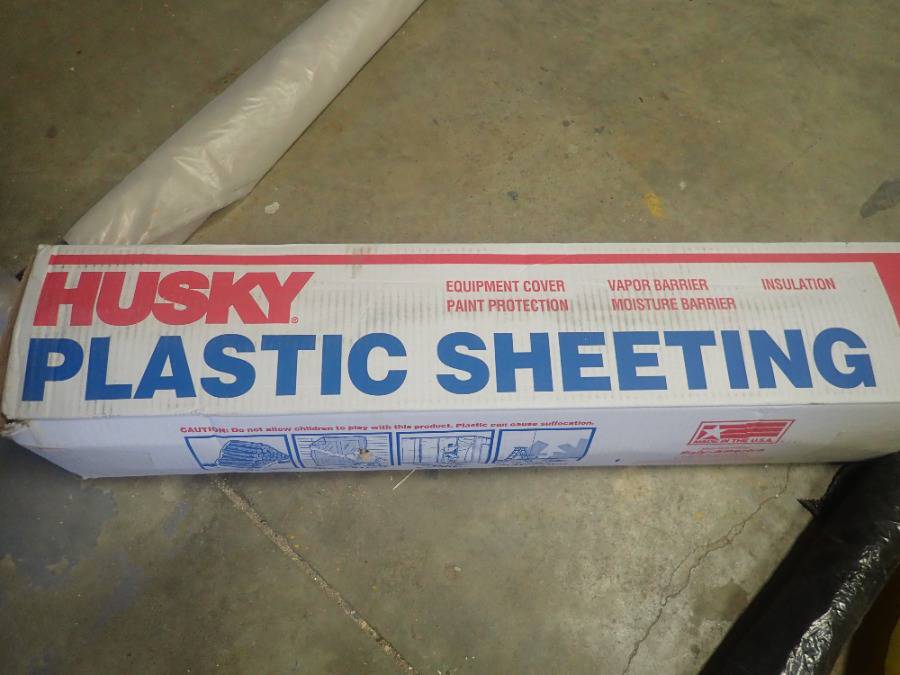 HUSKY®
EQUIPMENT COVER VAPOR BARRIER INSULATION
PAINT PROTECTION MOISTURE BARRIER
PLASTIC SHEETING
CAUTION: Do not allow children to play with this product. Plastic can cause suffocation.
MADE IN THE U.S.A.